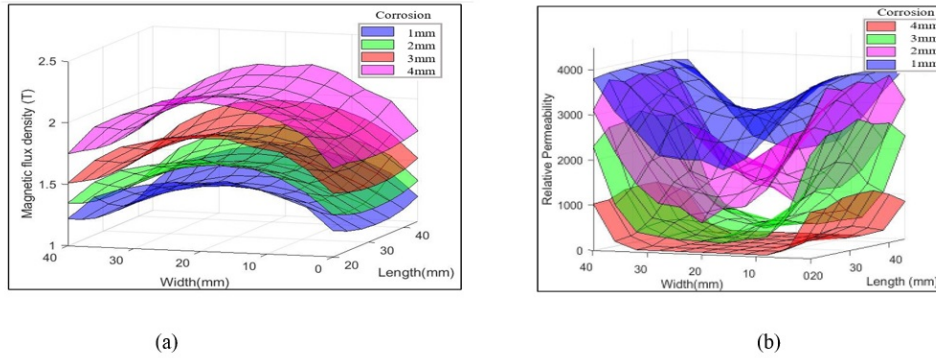 Corrosion
1mm
2mm
3mm
4mm
2.5
2
1.5
1
Magnetic flux density (T)
40
30
20
10
0
Width(mm)
20
30
40
Length(mm)
(a)
Corrosion
4mm
3mm
2mm
1mm
4000
3000
2000
1000
0
Relative Permeability
40
30
20
10
020
Width(mm)
30
40
Length (mm)
(b)